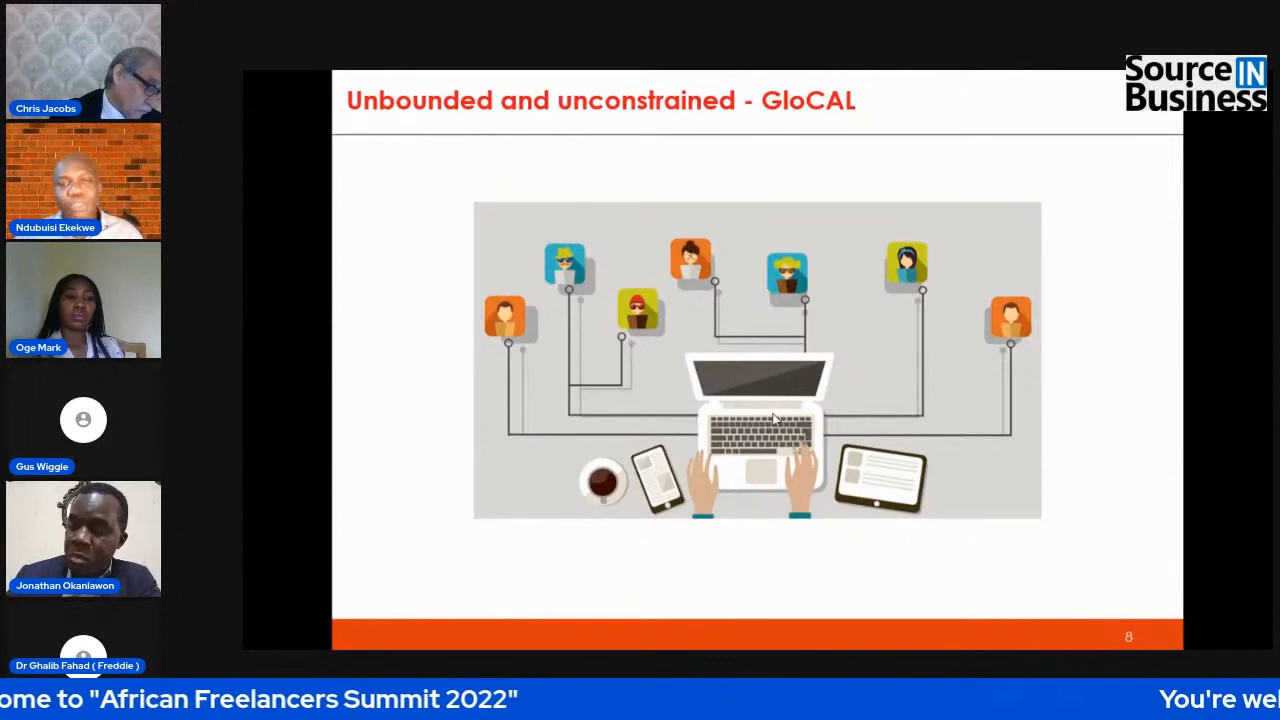 Chris Jacobs
Ndubuisi Ekekwe
Oge Mark
Gus Wiggle
Jonathan Okanlawon
Dr Ghalib Fahad ( Freddie )
Unbounded and unconstrained - GloCAL
Source IN
Business
8
ome to "African Freelancers Summit 2022"
You're wel